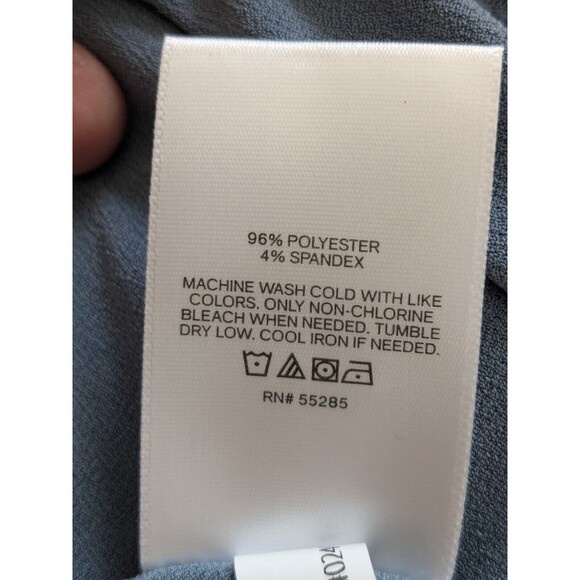 96% POLYESTER
4% SPANDEX
MACHINE WASH COLD WITH LIKE
COLORS. ONLY NON-CHLORINE
BLEACH WHEN NEEDED. TUMBLE
DRY LOW. COOL IRON IF NEEDED.
RN# 55285